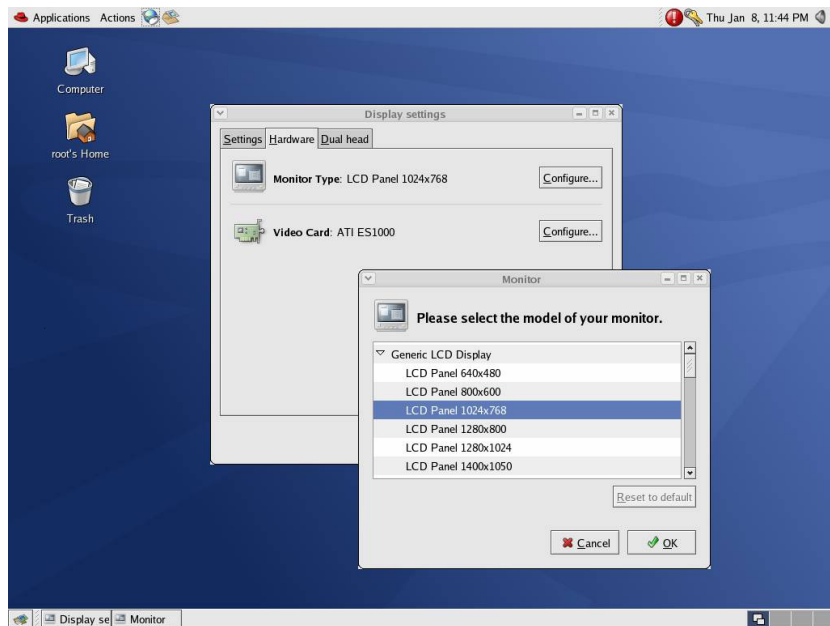 Applications Actions Thu Jan 8, 11:44 PM
Computer
root's Home
Trash
Display settings
Settings Hardware Dual head
Monitor Type: LCD Panel 1024x768 Configure...
Video Card: ATI ES1000 Configure...
Monitor
Please select the model of your monitor.
Generic LCD Display
LCD Panel 640x480
LCD Panel 800x600
LCD Panel 1024x768
LCD Panel 1280x800
LCD Panel 1280x1024
LCD Panel 1400x1050
Reset to default
Cancel OK
Display se Monitor